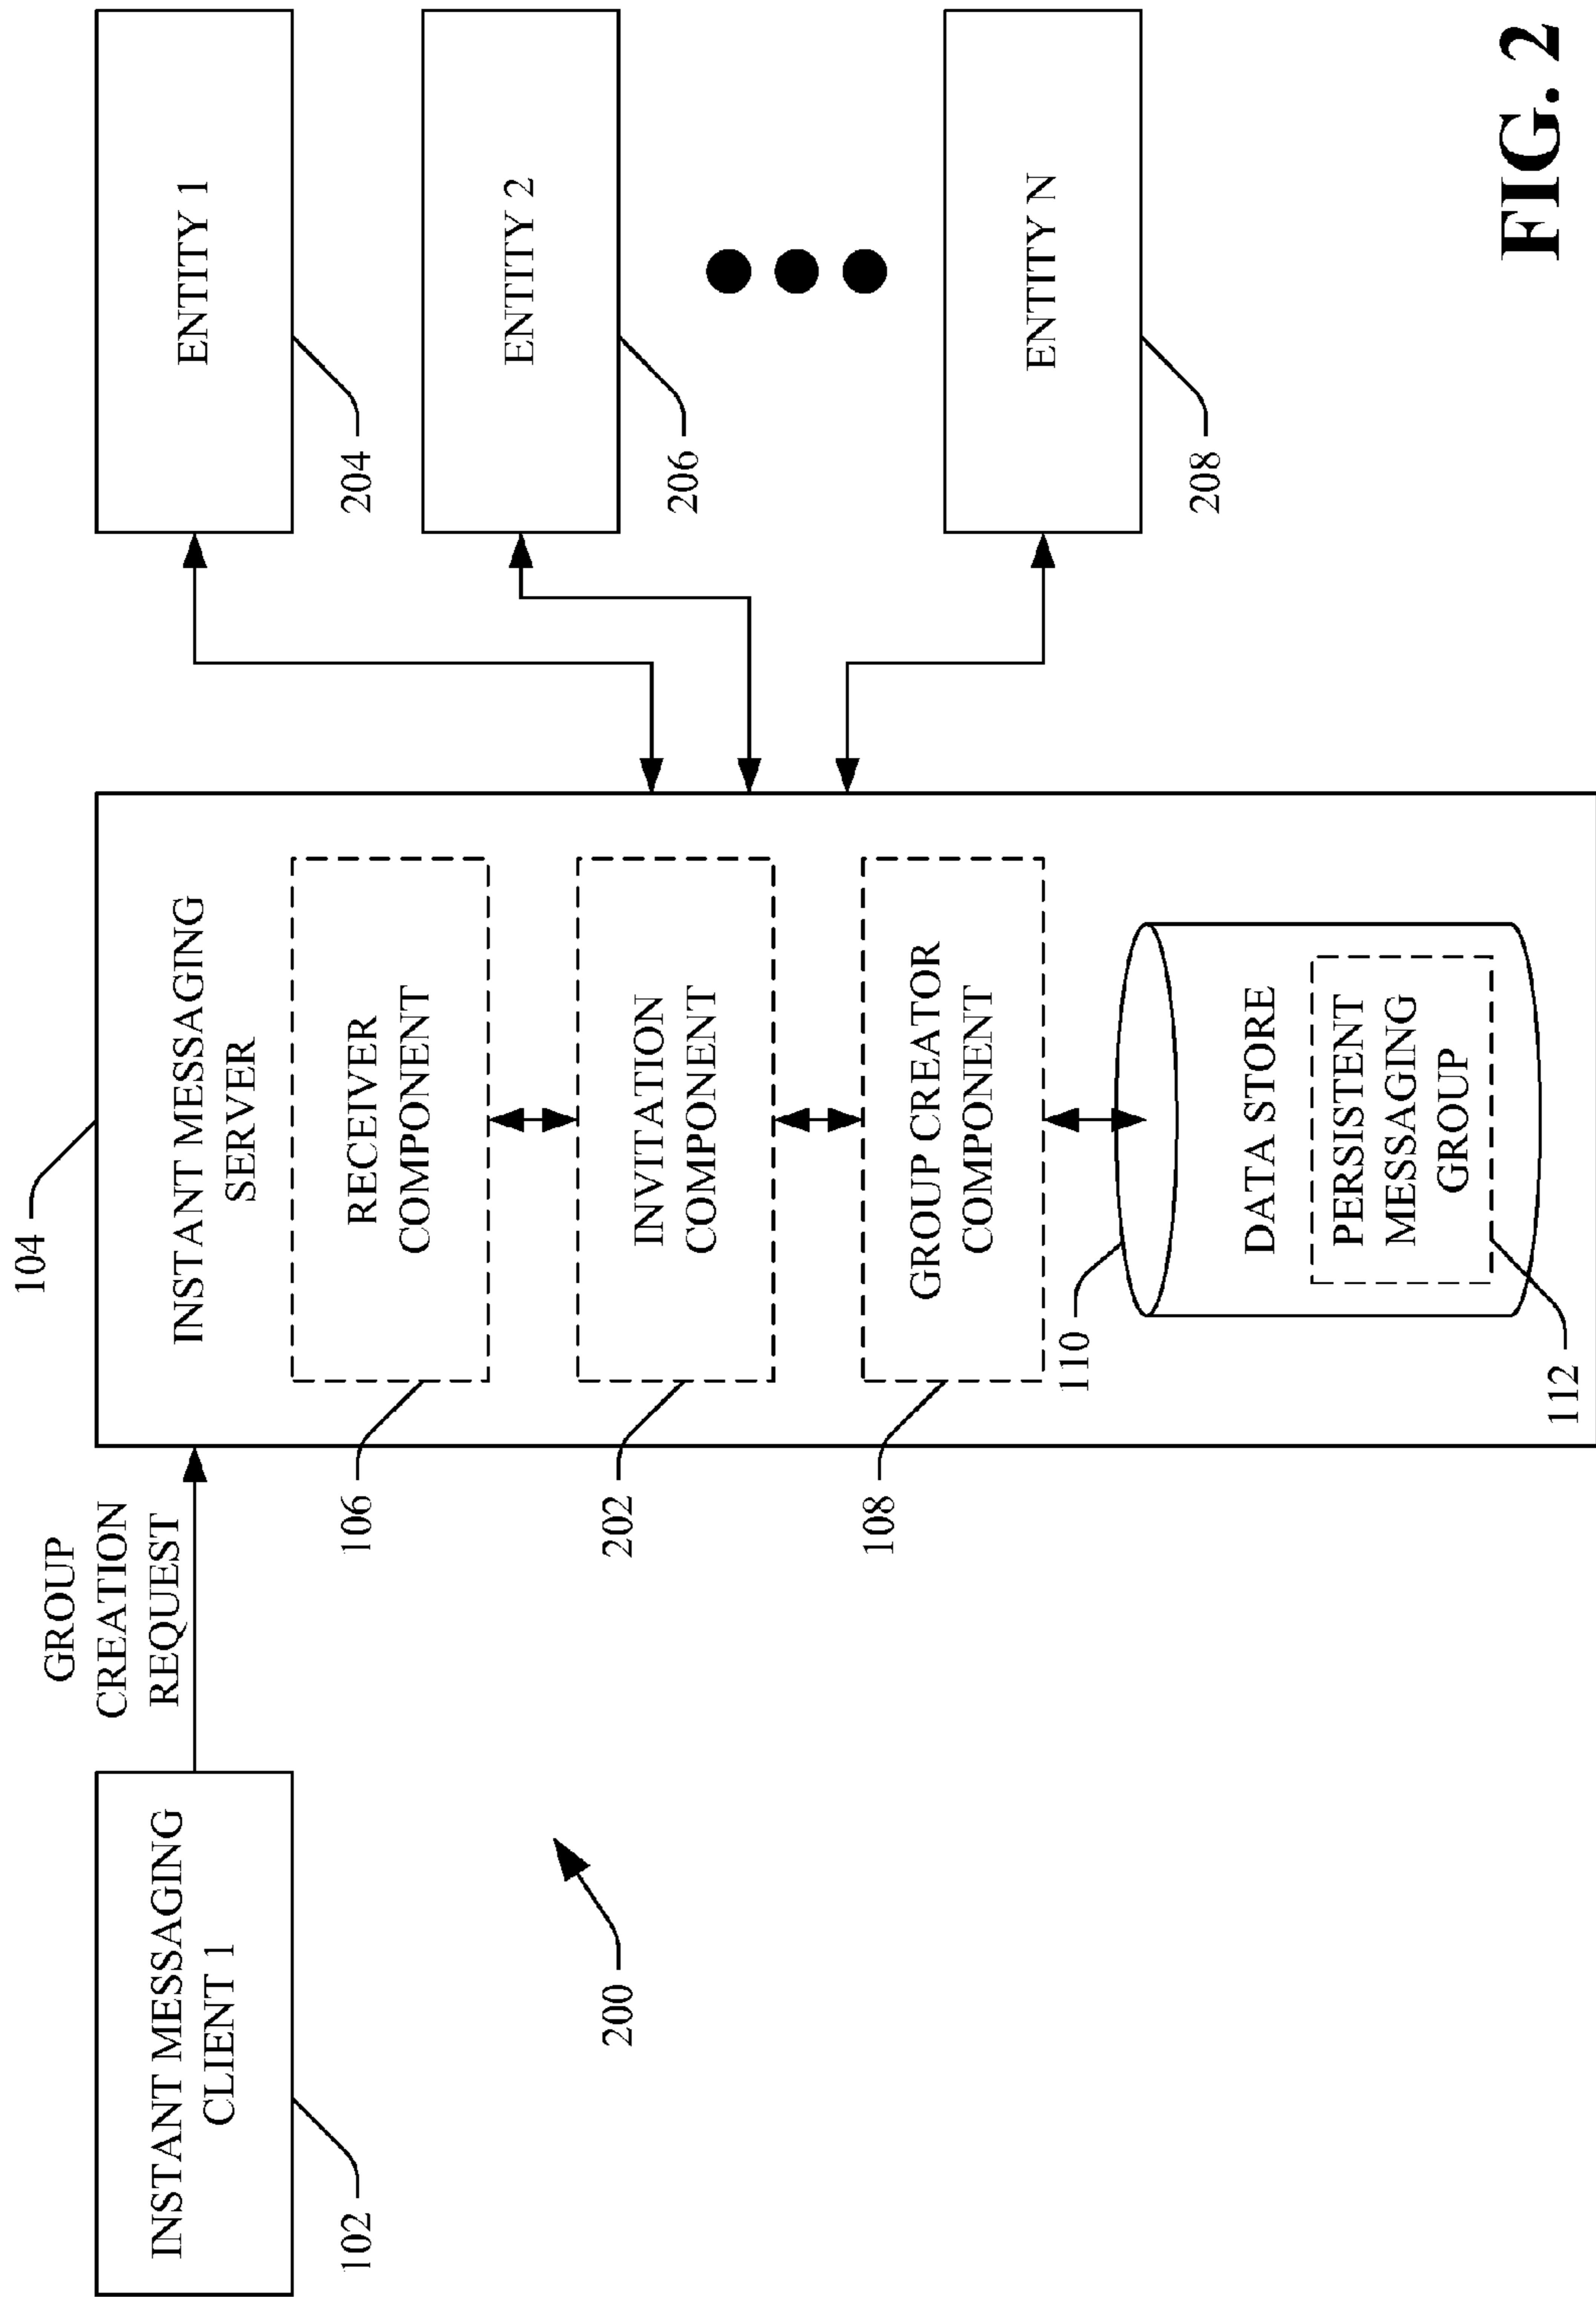 104
INSTANT MESSAGING
CLIENT 1
102
GROUP
CREATION
REQUEST
200
INSTANT MESSAGING
SERVER
RECEIVER
COMPONENT
106
INVITATION
COMPONENT
202
GROUP CREATOR
COMPONENT
108
110
DATA STORE
PERSISTENT
MESSAGING
GROUP
112
ENTITY 1
204
ENTITY 2
206
ENTITY N
208
FIG. 2